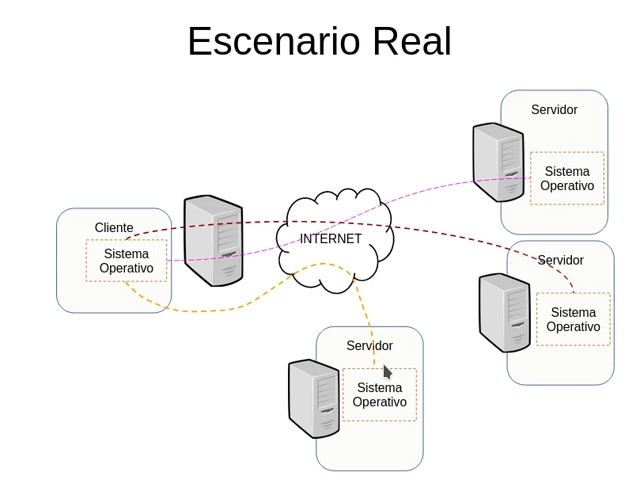 Escenario Real
Servidor
Sistema
Operativo
Cliente
Sistema
Operativo
INTERNET
Servidor
Sistema
Operativo
Servidor
Sistema
Operativo